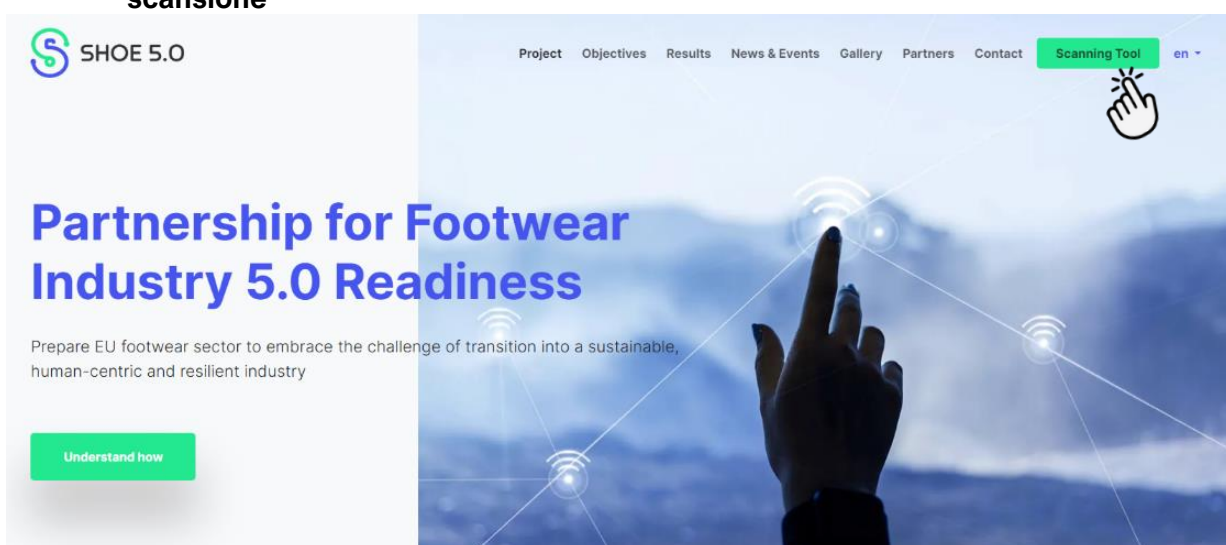 scansione
SHOE 5.0
Project Objectives Results News & Events Gallery Partners Contact Scanning Tool en
Partnership for Footwear
Industry 5.0 Readiness
Prepare EU footwear sector to embrace the challenge of transition into a sustainable,
human-centric and resilient industry
Understand how